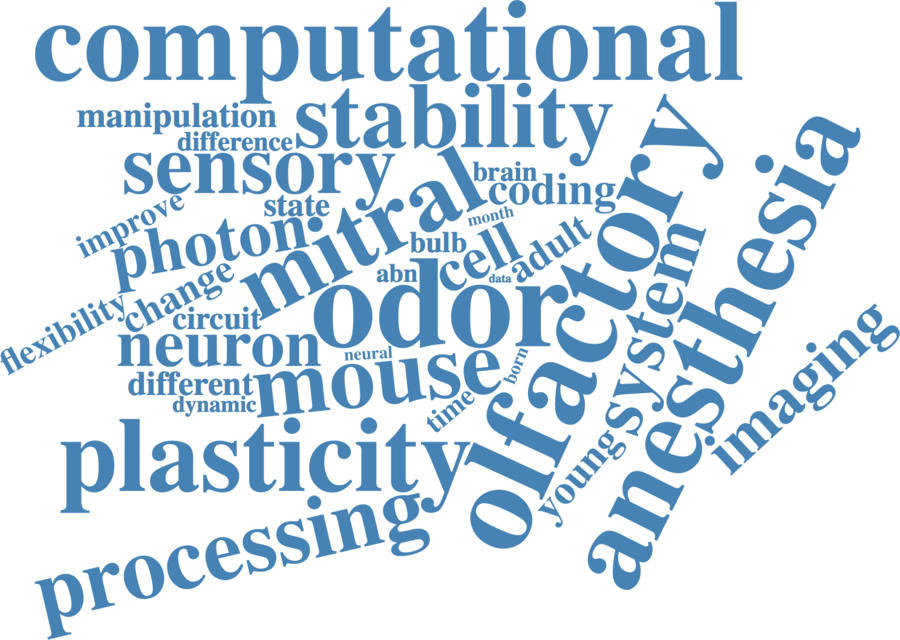 computational
manipulation
stability
difference
sensory
brain
coding
mitral
olfactory
anesthesia
state
month
improve
photon
bulb
cell
adult
abn
data
change
odor
system
flexibility
circuit
neuron
neural
born
imaging
different
mouse
dynamic
time
plasticity
young
processing